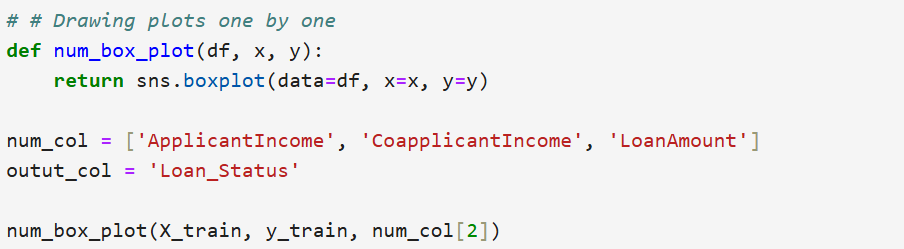 # # Drawing plots one by one
def num_box_plot(df, x, y):
    return sns.boxplot(data=df, x=x, y=y)
num_col = ['ApplicantIncome', 'CoapplicantIncome', 'LoanAmount']
outut_col = 'Loan_Status'
num_box_plot(X_train, y_train, num_col[2])